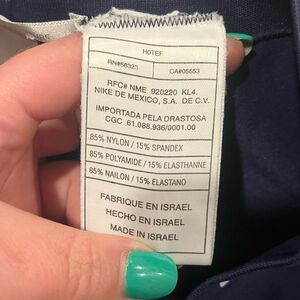 HOTEF
RN#56323 CA#05553
RFC# NME 920220 KL4.
NIKE DE MEXICO, S.A. DE C.V.
IMPORTADA PELA DRASTOSA
CGC 61.088.936/0001.00
85% NYLON / 15% SPANDEX
85% POLYAMIDE / 15% ELASTHANNE
85% NAILON / 15% ELASTANO
FABRIQUE EN ISRAEL
HECHO EN ISRAEL
MADE IN ISRAEL